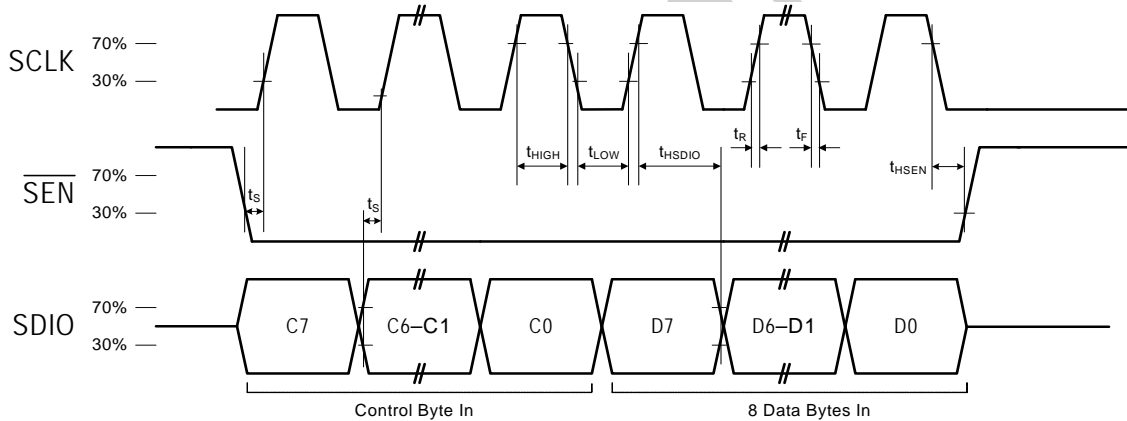 SCLK
70%
30%
tR
tF
tHIGH
tLOW
tHSDIO
tHSEN
SEN
70%
30%
tS
tS
SDIO
70%
30%
C7
C6–C1
C0
D7
D6–D1
D0
Control Byte In
8 Data Bytes In